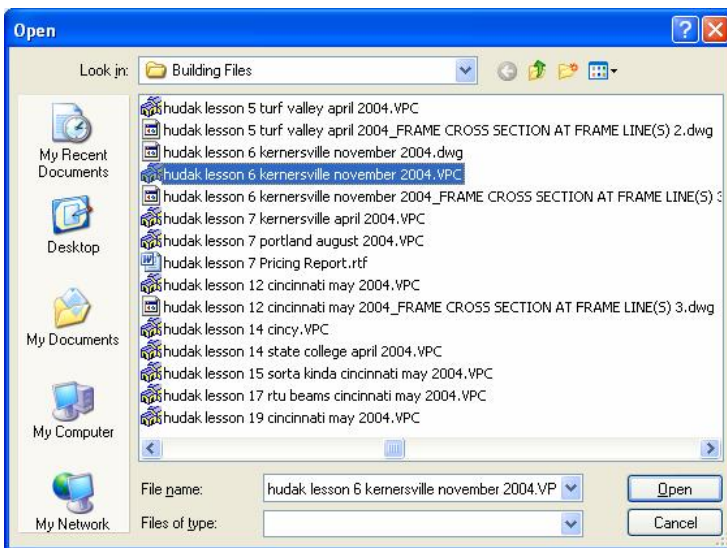 Open
Look in:
Building Files
My Recent
Documents
Desktop
My Documents
My Computer
My Network
hudak lesson 5 turf valley april 2004.VPC
hudak lesson 5 turf valley april 2004_FRAME CROSS SECTION AT FRAME LINE(S) 2.dwg
hudak lesson 6 kernersville november 2004.dwg
hudak lesson 6 kernersville november 2004.VPC
hudak lesson 6 kernersville november 2004_FRAME CROSS SECTION AT FRAME LINE(S) 3
hudak lesson 7 kernersville april 2004.VPC
hudak lesson 7 portland august 2004.VPC
hudak lesson 7 Pricing Report.rtf
hudak lesson 12 cincinnati may 2004.VPC
hudak lesson 12 cincinnati may 2004_FRAME CROSS SECTION AT FRAME LINE(S) 3.dwg
hudak lesson 14 cincy.VPC
hudak lesson 14 state college april 2004.VPC
hudak lesson 15 sorta kinda cincinnati may 2004.VPC
hudak lesson 17 rtu beams cincinnati may 2004.VPC
hudak lesson 19 cincinnati may 2004.VPC
File name:
hudak lesson 6 kernersville november 2004.VP
Open
Files of type:
Cancel